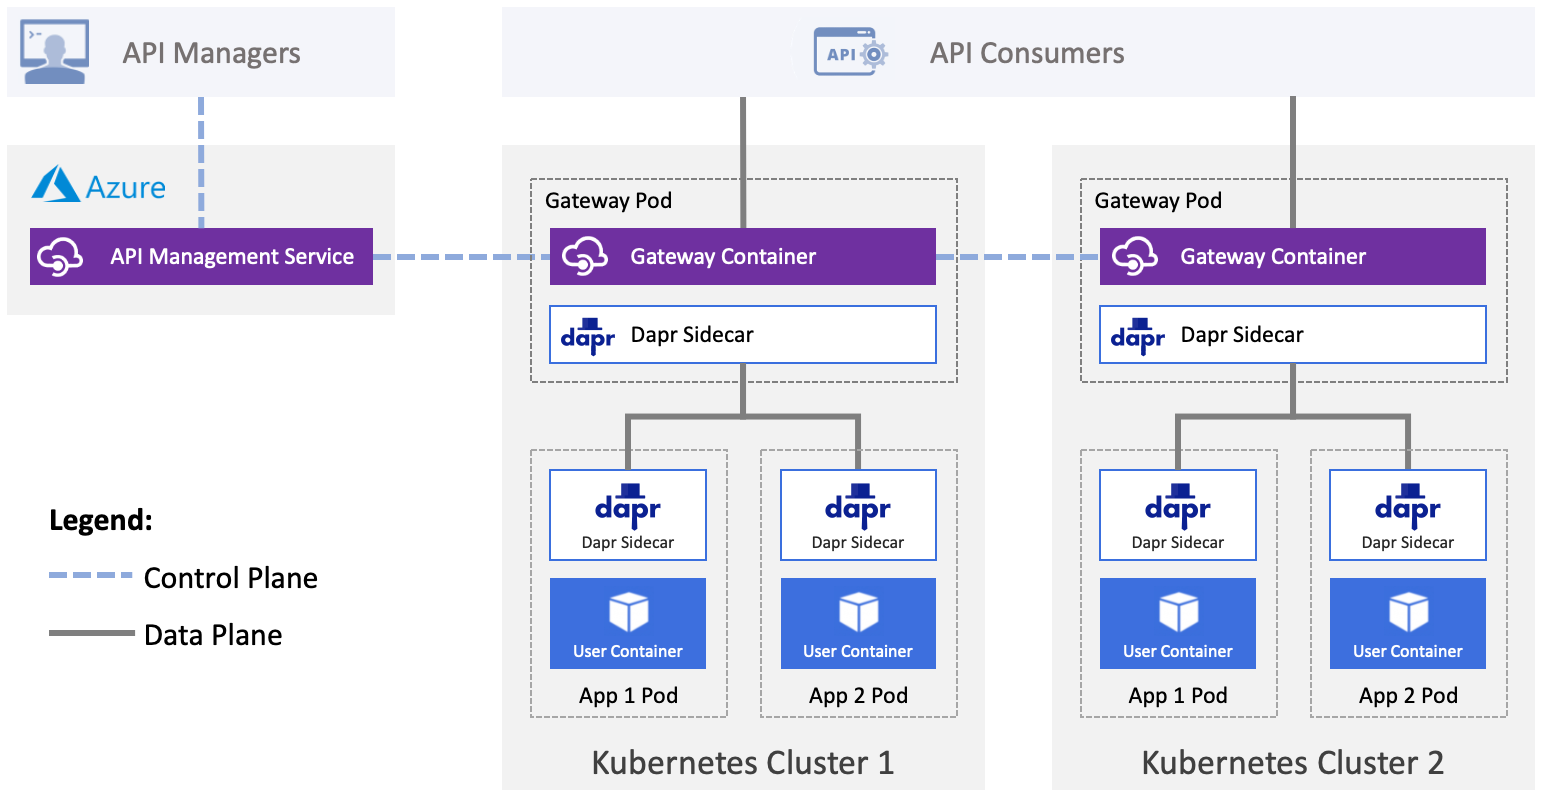 API Managers
API
API Consumers
Azure
API Management Service
Gateway Pod
Gateway Container
dapr
Dapr Sidecar
dapr
Dapr Sidecar
User Container
App 1 Pod
dapr
Dapr Sidecar
User Container
App 2 Pod
Kubernetes Cluster 1
Gateway Pod
Gateway Container
dapr
Dapr Sidecar
dapr
Dapr Sidecar
User Container
App 1 Pod
dapr
Dapr Sidecar
User Container
App 2 Pod
Kubernetes Cluster 2
Legend:
Control Plane
Data Plane